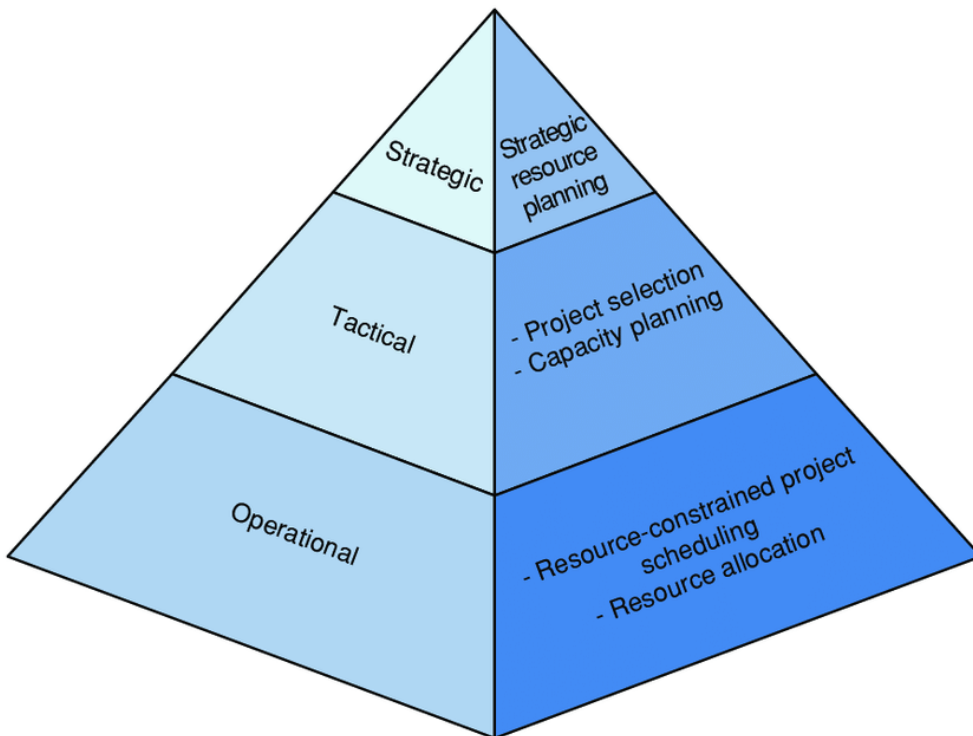 Strategic
Strategic
resource
planning
Tactical
- Project selection
- Capacity planning
Operational
- Resource-constrained project
scheduling
- Resource allocation